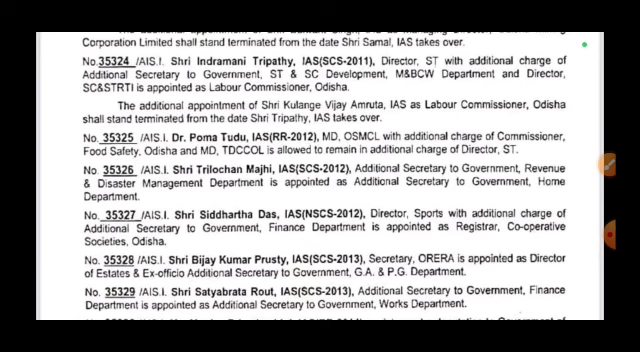 Corporation Limited shall stand terminated from the date Shri Samal, IAS takes over.
No. 35324 /AIS.I. Shri Indramani Tripathy, IAS(SCS-2011), Director, ST with additional charge of
Additional Secretary to Government, ST & SC Development, M&BCW Department and Director,
SC&STRTI is appointed as Labour Commissioner, Odisha.
The additional appointment of Shri Kulange Vijay Amruta, IAS as Labour Commissioner, Odisha
shall stand terminated from the date Shri Tripathy, IAS takes over.
No. 35325 /AIS.I. Dr. Poma Tudu, IAS(RR-2012), MD, OSMCL with additional charge of Commissioner,
Food Safety, Odisha and MD, TDCCOL is allowed to remain in additional charge of Director, ST.
No. 35326 /AIS.I. Shri Trilochan Majhi, IAS(SCS-2012), Additional Secretary to Government, Revenue
& Disaster Management Department is appointed as Additional Secretary to Government, Home
Department.
No. 35327 /AIS.I. Shri Siddhartha Das, IAS(NSCS-2012), Director, Sports with additional charge of
Additional Secretary to Government, Finance Department is appointed as Registrar, Co-operative
Societies, Odisha.
No. 35328 /AIS.I. Shri Bijay Kumar Prusty, IAS(SCS-2013), Secretary, ORERA is appointed as Director
of Estates & Ex-officio Additional Secretary to Government, G.A. & P.G. Department.
No. 35329 /AIS.I. Shri Satyabrata Rout, IAS(SCS-2013), Additional Secretary to Government, Finance
Department is appointed as Additional Secretary to Government, Works Department.